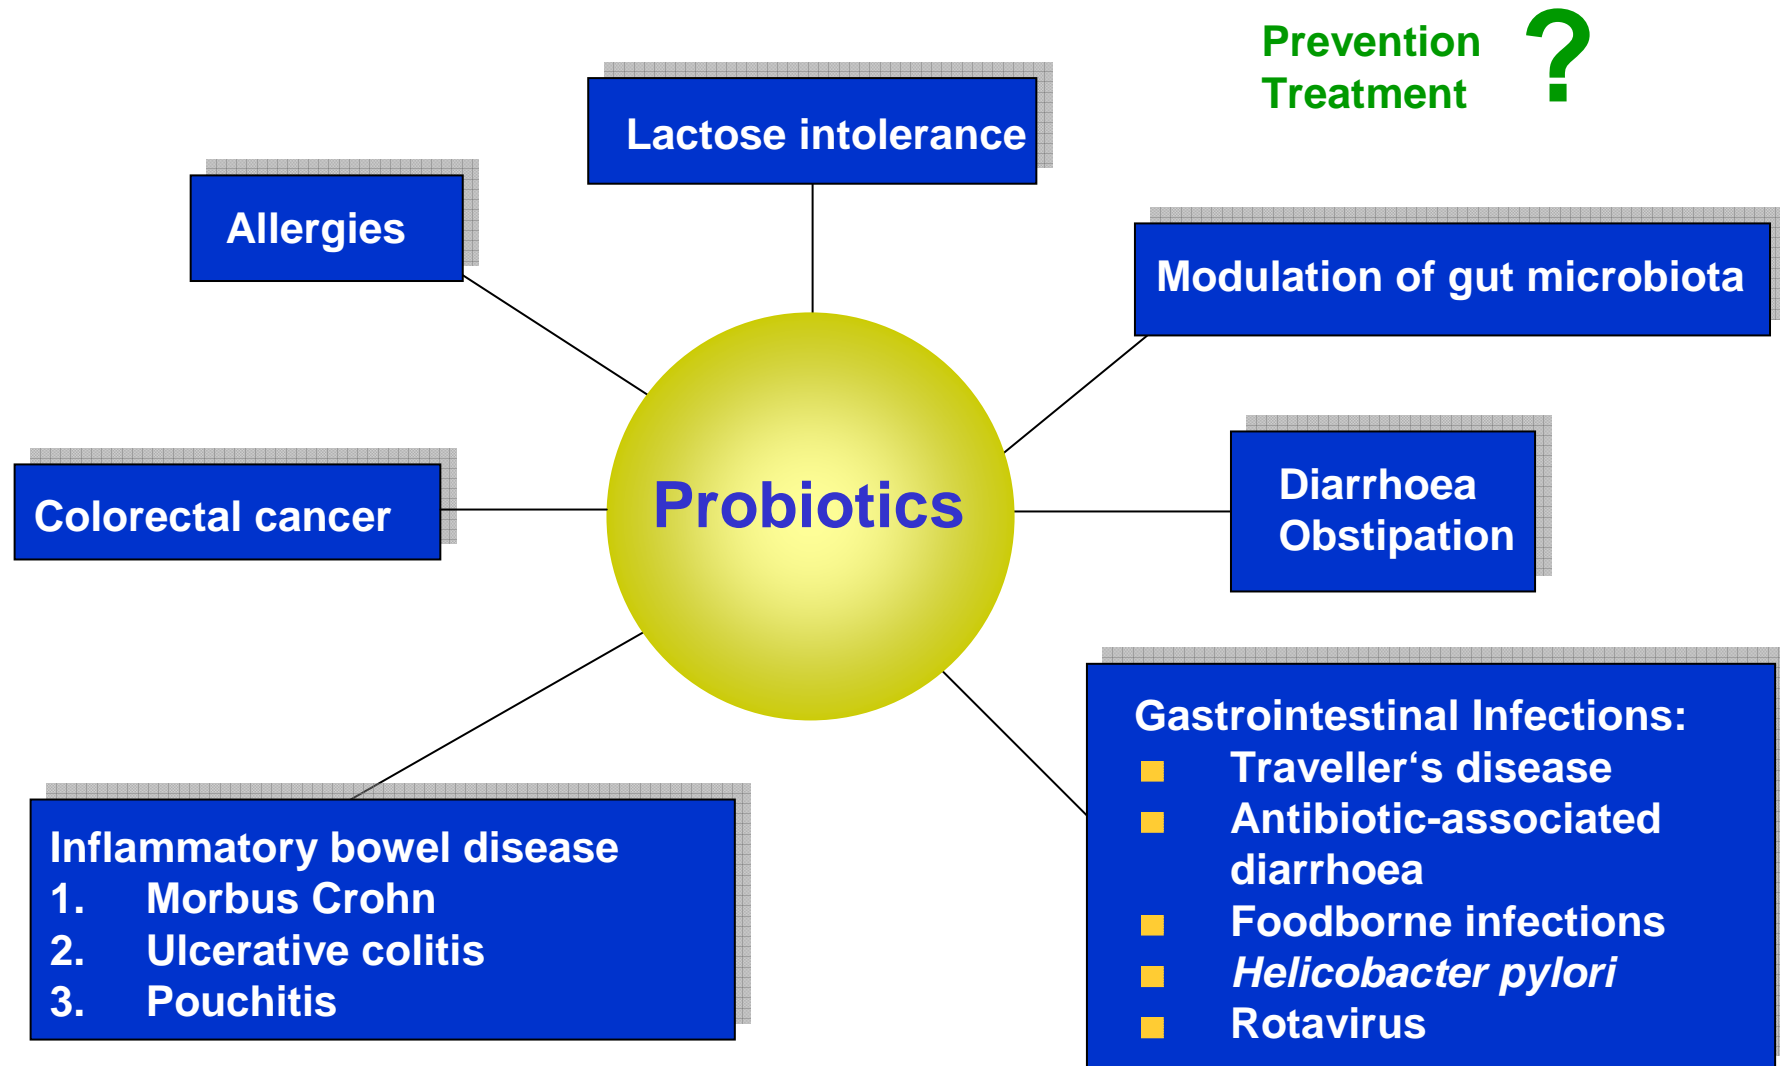 Prevention
Treatment
?
Lactose intolerance
Allergies
Modulation of gut microbiota
Probiotics
Colorectal cancer
Diarrhoea
Obstipation
Gastrointestinal Infections:
■ Traveller‘s disease
■ Antibiotic-associated
diarrhoea
■ Foodborne infections
■ Helicobacter pylori
■ Rotavirus
Inflammatory bowel disease
1. Morbus Crohn
2. Ulcerative colitis
3. Pouchitis